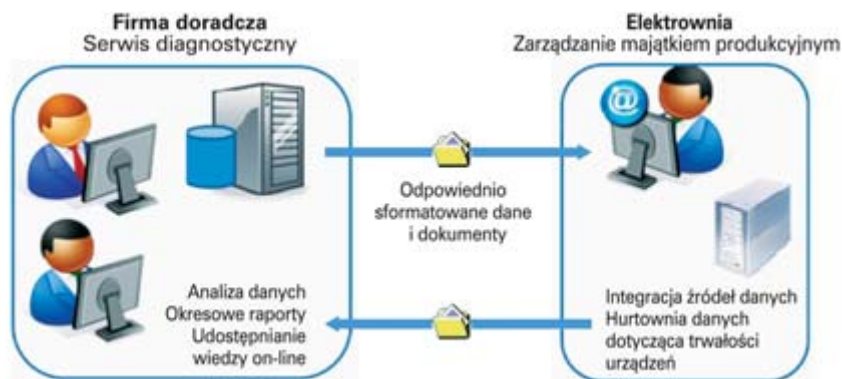 Firma doradcza
Serwis diagnostyczny
Elektrownia
Zarządzanie majątkiem produkcyjnym
@
Odpowiednio
sformatowane dane
i dokumenty
Analiza danych
Okresowe raporty
Udostępnianie
wiedzy on-line
Integracja źródeł danych
Hurtownia danych
dotycząca trwałości
urządzeń